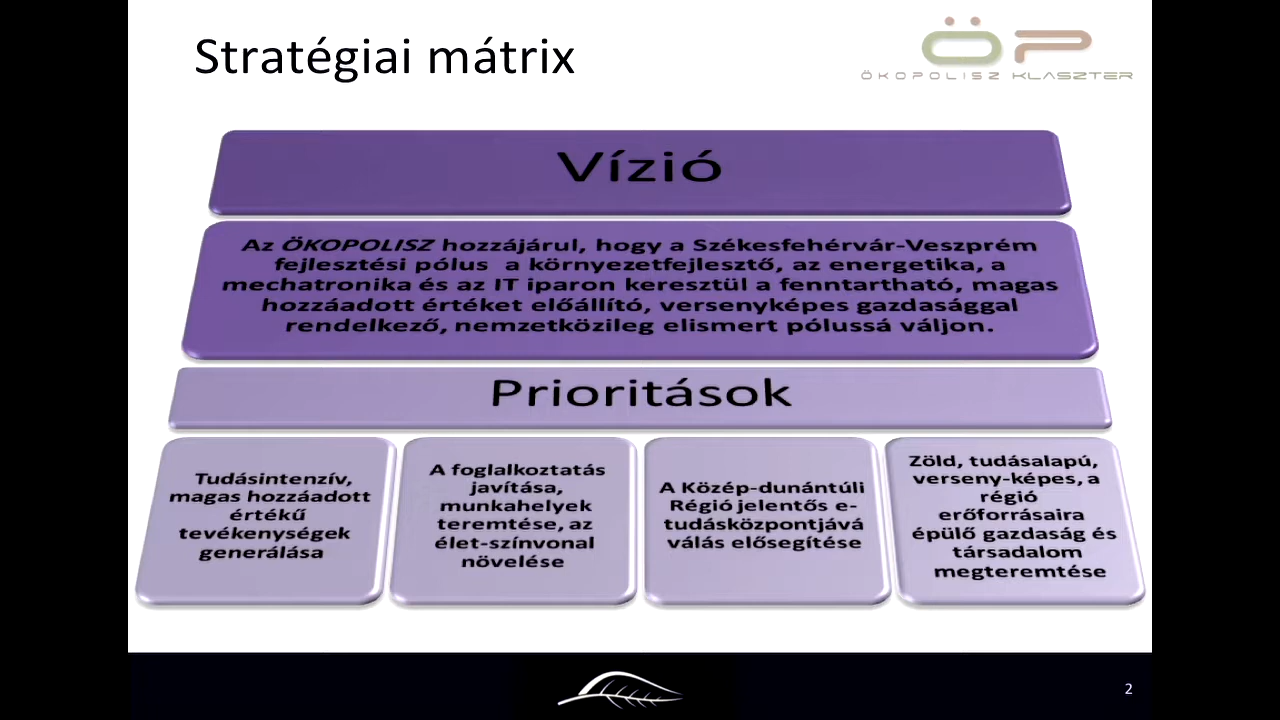 Stratégiai mátrix
ÖP
ÖKOPOLISZ KLASZTER
Vízió
Az ÖKOPOLISZ hozzájárul, hogy a Székesfehérvár-Veszprém
fejlesztési pólus a környezetfejlesztő, az energetika, a
mechatronika és az IT iparon keresztül a fenntartható, magas
hozzáadott értéket előállító, versenyképes gazdasággal
rendelkező, nemzetközileg elismert pólussá váljon.
Prioritások
Tudásintenzív,
magas hozzáadott
értékű
tevékenységek
generálása
A foglalkoztatás
javítása,
munkahelyek
teremtése, az
élet-színvonal
növelése
A Közép-dunántúli
Régió jelentős e-
tudásközpontjává
válás elősegítése
Zöld, tudásalapú,
verseny-képes, a
régió
erőforrásaira
épülő gazdaság és
társadalom
megteremtése
2